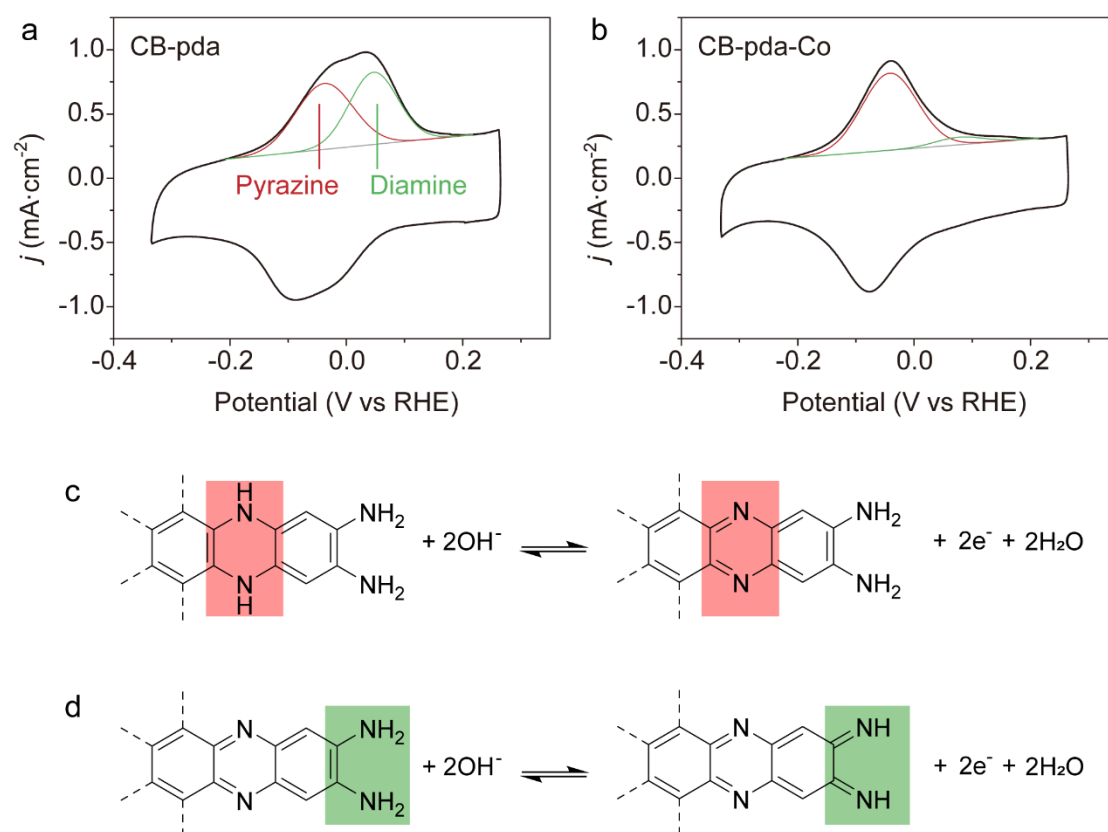 a
CB-pda
1.0
0.5
0.0
-0.5
-1.0
j (mA·cm⁻²)
Pyrazine
Diamine
-0.4
-0.2
0.0
0.2
Potential (V vs RHE)
b
CB-pda-Co
1.0
0.5
0.0
-0.5
-1.0
j (mA·cm⁻²)
-0.4
-0.2
0.0
0.2
Potential (V vs RHE)
c
H
N
N
H
NH₂
NH₂
+ 2OH⁻
N
N
NH₂
NH₂
+ 2e⁻ + 2H₂O
d
N
N
NH₂
NH₂
+ 2OH⁻
N
N
NH
NH
+ 2e⁻ + 2H₂O